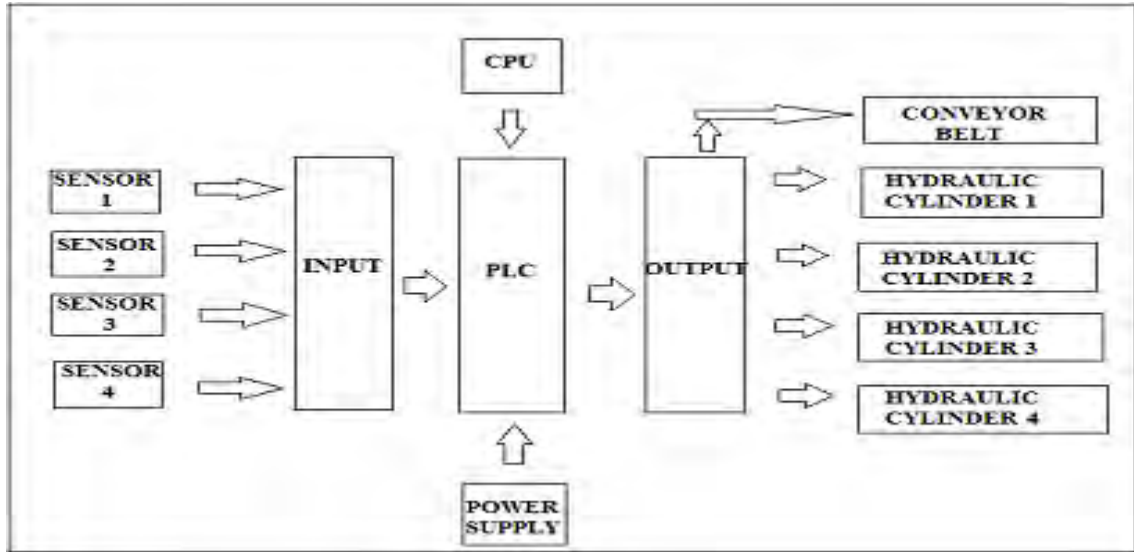 CPU
CONVEYOR
BELT
SENSOR
1
SENSOR
2
SENSOR
3
SENSOR
4
INPUT
PLC
OUTPUT
HYDRAULIC
CYLINDER 1
HYDRAULIC
CYLINDER 2
HYDRAULIC
CYLINDER 3
HYDRAULIC
CYLINDER 4
POWER
SUPPLY